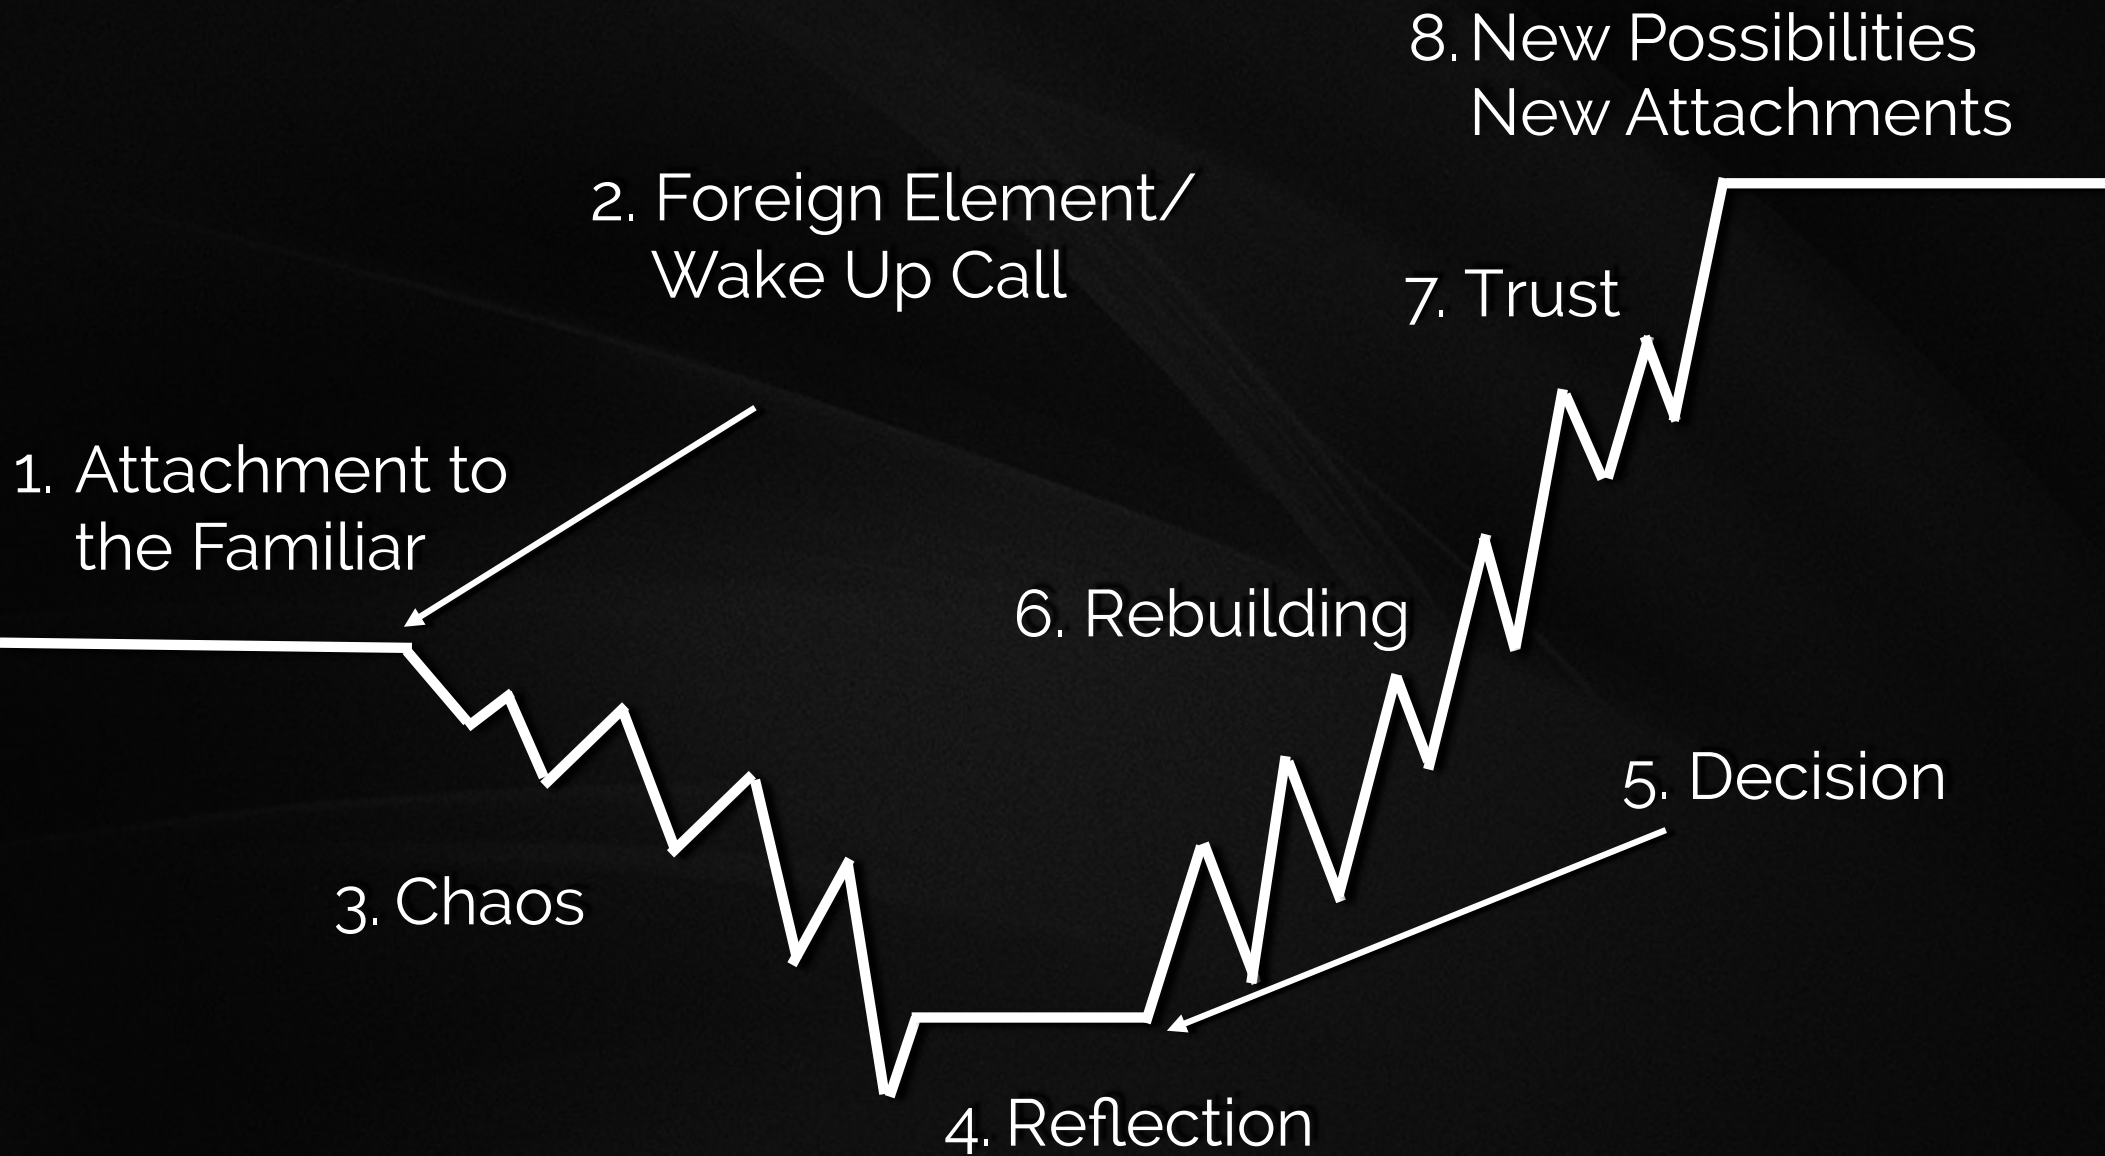 1. Attachment to
the Familiar
2. Foreign Element/
Wake Up Call
3. Chaos
4. Reflection
5. Decision
6. Rebuilding
7. Trust
8. New Possibilities
New Attachments